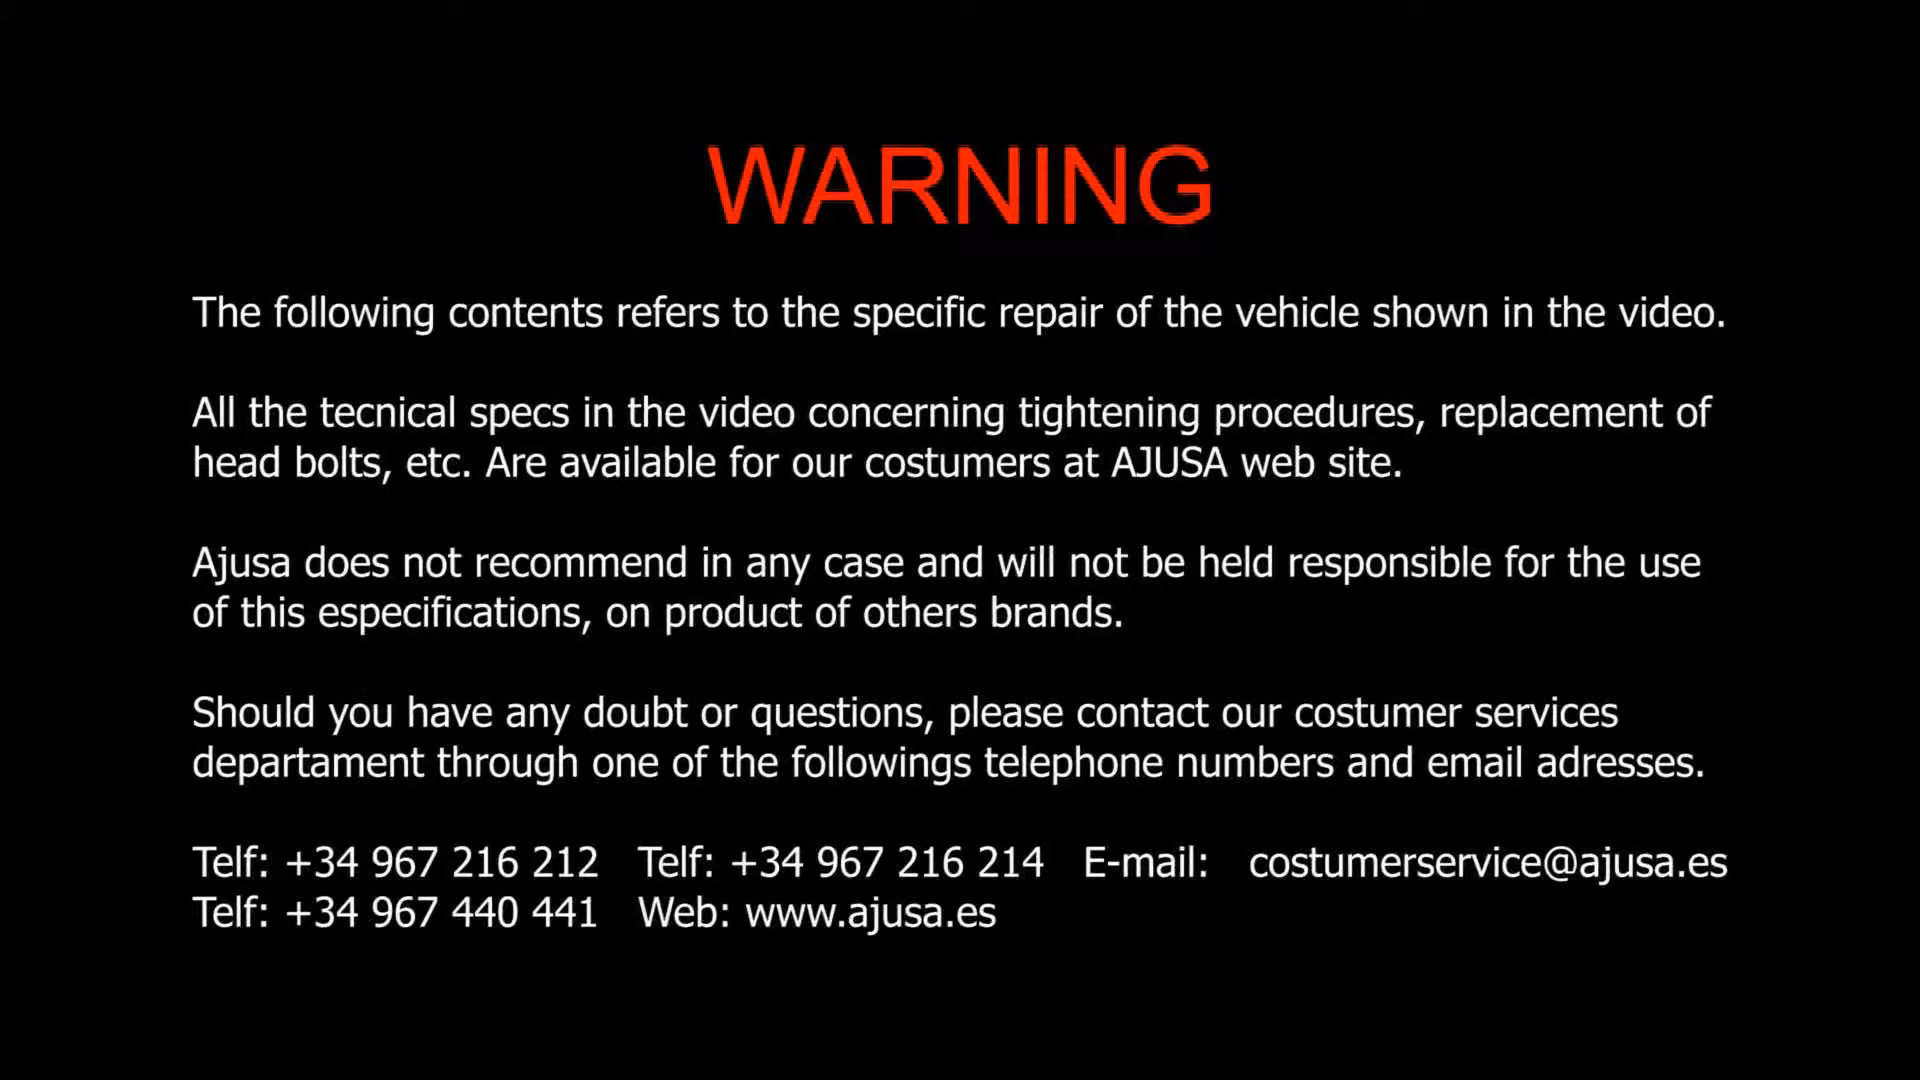 WARNING
The following contents refers to the specific repair of the vehicle shown in the video.
All the tecnical specs in the video concerning tightening procedures, replacement of
head bolts, etc. Are available for our costumers at AJUSA web site.
Ajusa does not recommend in any case and will not be held responsible for the use
of this especifications, on product of others brands.
Should you have any doubt or questions, please contact our costumer services
departament through one of the followings telephone numbers and email adresses.
Telf: +34 967 216 212   Telf: +34 967 216 214   E-mail:   costumerservice@ajusa.es
Telf: +34 967 440 441   Web: www.ajusa.es